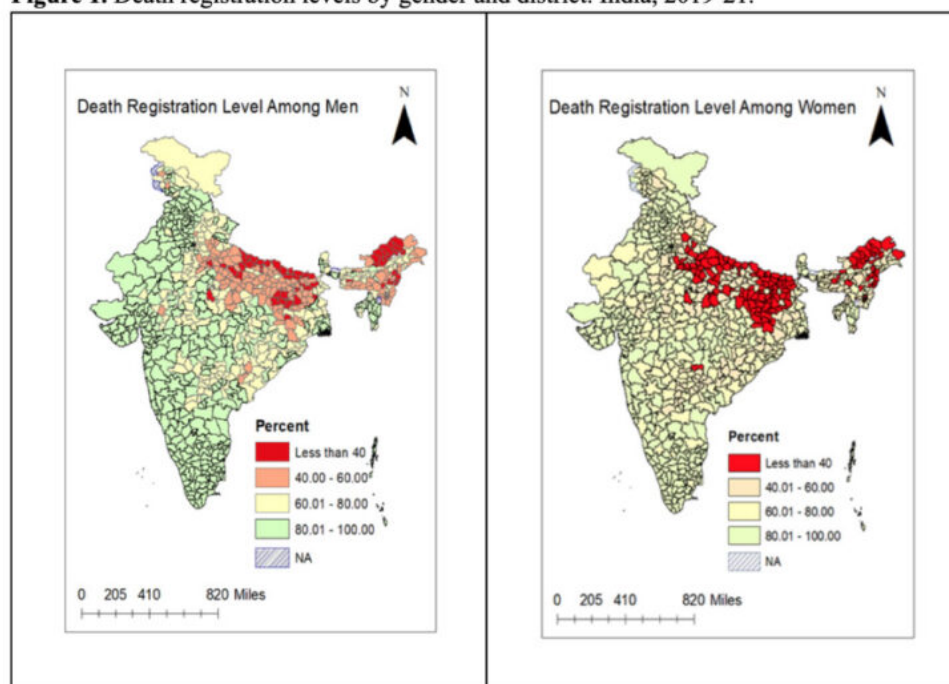 Figure 1. Death registration levels by gender and district. India, 2019-21.
N
Death Registration Level Among Men
Percent
Less than 40
40.00 - 60.00
60.01 - 80.00
80.01 - 100.00
NA
0 205 410 820 Miles
N
Death Registration Level Among Women
Percent
Less than 40
40.01 - 60.00
60.01 - 80.00
80.01 - 100.00
NA
0 205 410 820 Miles